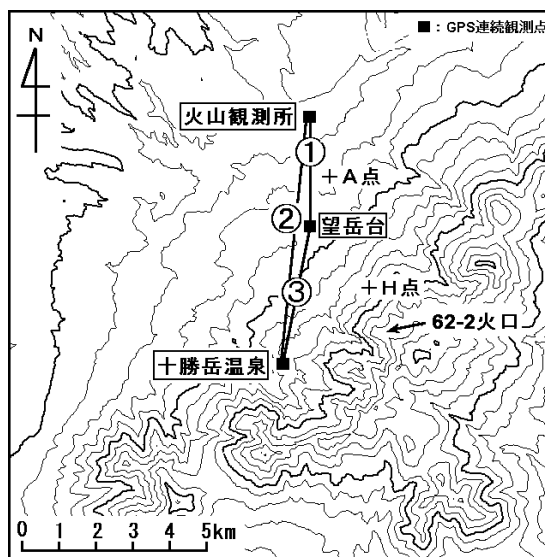 ■：GPS連続観測点
N
火山観測所
①
＋A点
②
望岳台
③
＋H点
62-2火口
十勝岳温泉
0 1 2 3 4 5km